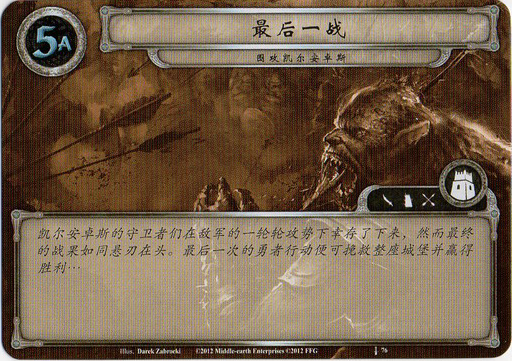 5A
最后一战
围攻凯尔安卓斯
凯尔安卓斯的守卫者们在敌军的一轮轮攻势下幸存了下来，然而最终
的战果如同悬刃在头。最后一次的勇者行动便可挽救整座城堡并赢得
胜利…
Illus. Darek Zabrocki ©2012 Middle-earth Enterprises ©2012 FFG 76